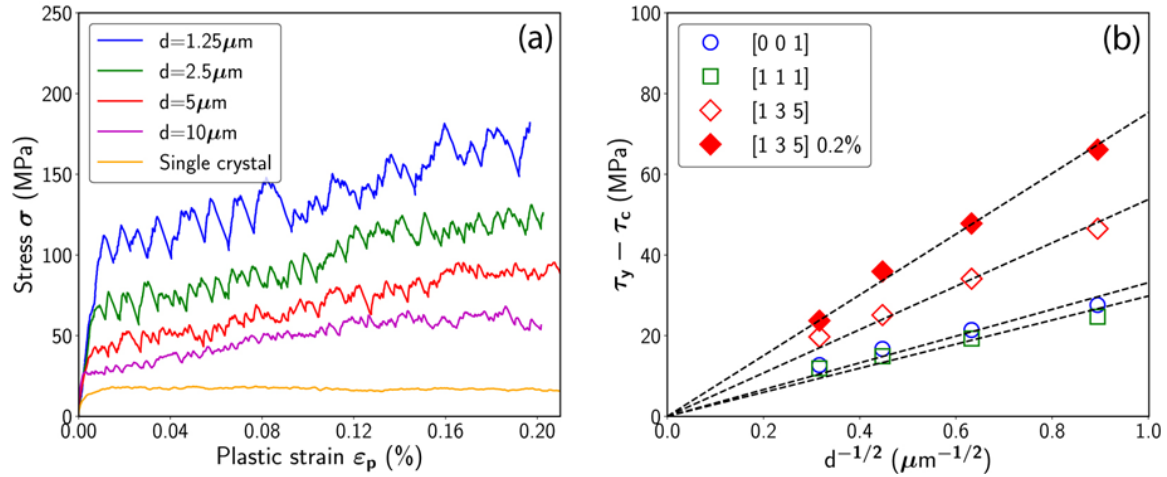 (a)
d=1.25μm
d=2.5μm
d=5μm
d=10μm
Single crystal
250
200
150
100
50
0
Stress σ (MPa)
0.00
0.04
0.08
0.12
0.16
0.20
Plastic strain εp (%)
(b)
[0 0 1]
[1 1 1]
[1 3 5]
[1 3 5] 0.2%
100
80
60
40
20
0
τy − τc (MPa)
0.0
0.2
0.4
0.6
0.8
1.0
d−1/2 (μm−1/2)